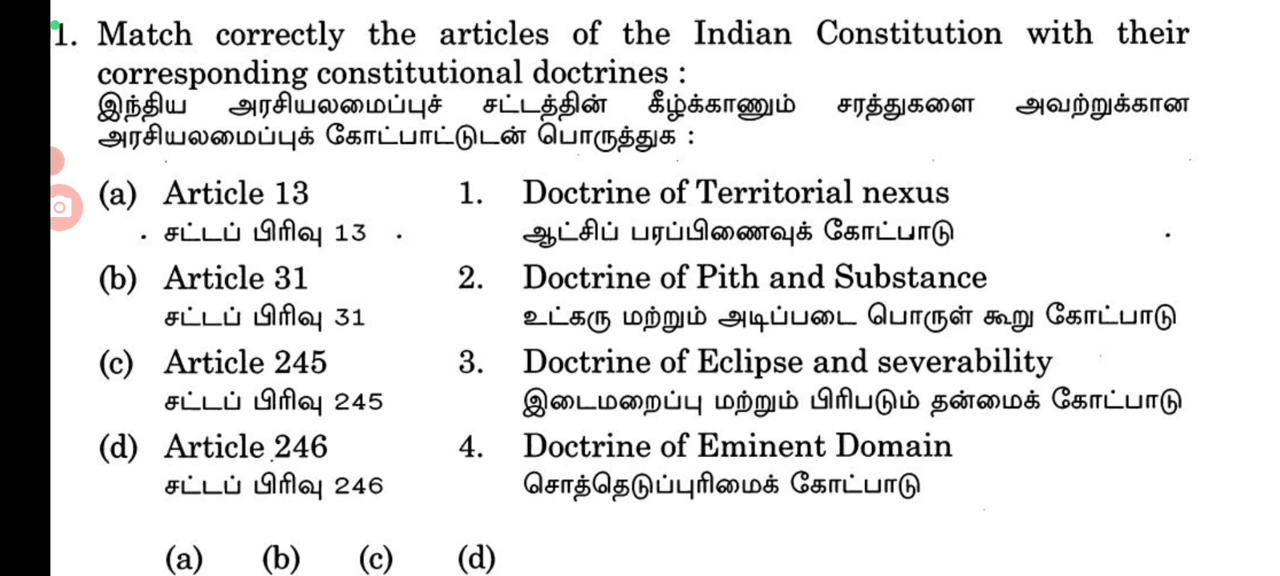 1. Match correctly the articles of the Indian Constitution with their
corresponding constitutional doctrines :
இந்திய அரசியலமைப்புச் சட்டத்தின் கீழ்க்காணும் சரத்துகளை அவற்றுக்கான
அரசியலமைப்புக் கோட்பாட்டுடன் பொருத்துக :
(a) Article 13 1. Doctrine of Territorial nexus
சட்டப் பிரிவு 13 ஆட்சிப் பரப்பிணைவுக் கோட்பாடு
(b) Article 31 2. Doctrine of Pith and Substance
சட்டப் பிரிவு 31 உட்கரு மற்றும் அடிப்படை பொருள் கூறு கோட்பாடு
(c) Article 245 3. Doctrine of Eclipse and severability
சட்டப் பிரிவு 245 இடைமறைப்பு மற்றும் பிரிபடும் தன்மைக் கோட்பாடு
(d) Article 246 4. Doctrine of Eminent Domain
சட்டப் பிரிவு 246 சொத்தெடுப்புரிமைக் கோட்பாடு
(a) (b) (c) (d)